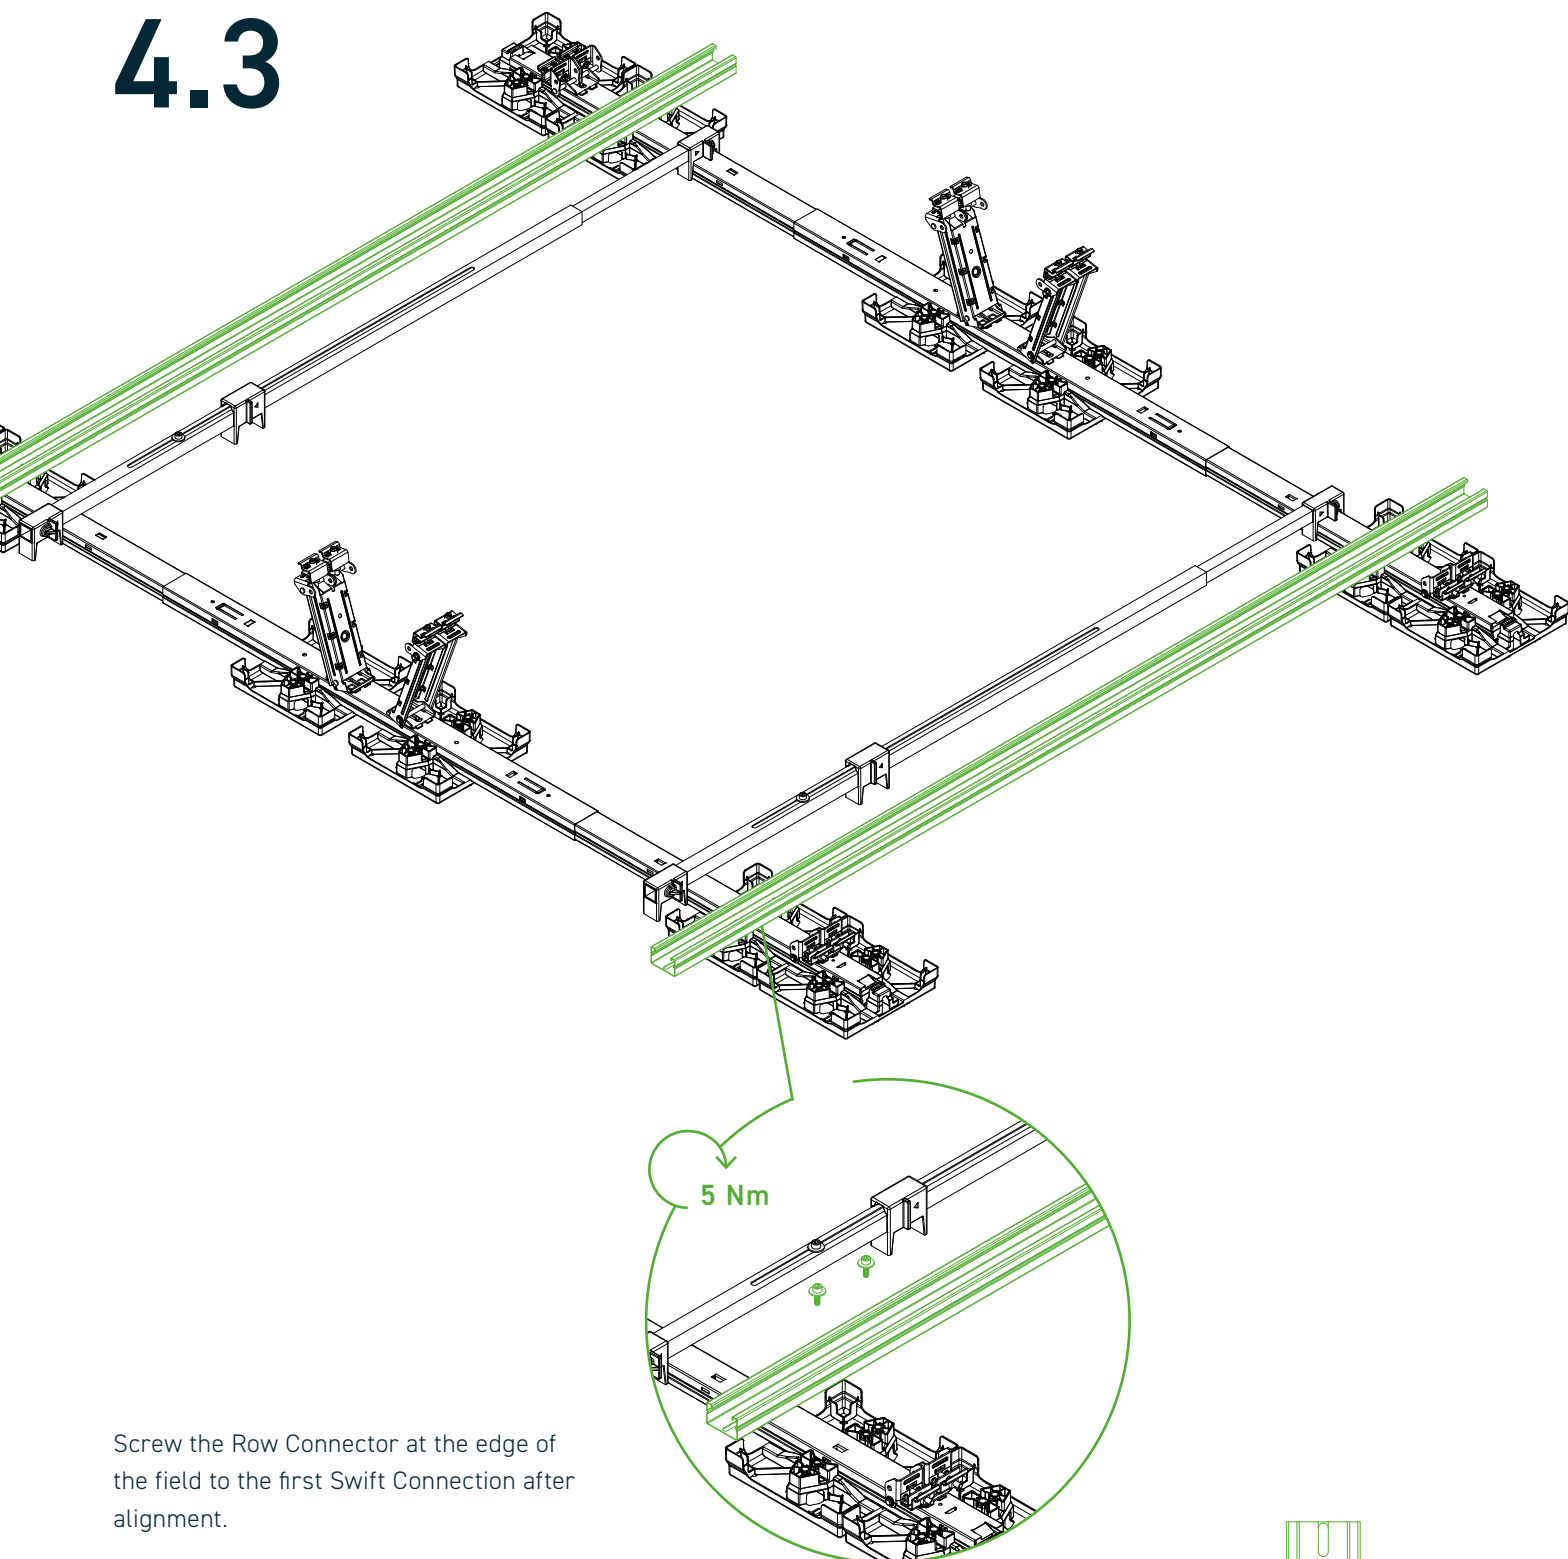 4.3
5 Nm
Screw the Row Connector at the edge of
the field to the first Swift Connection after
alignment.